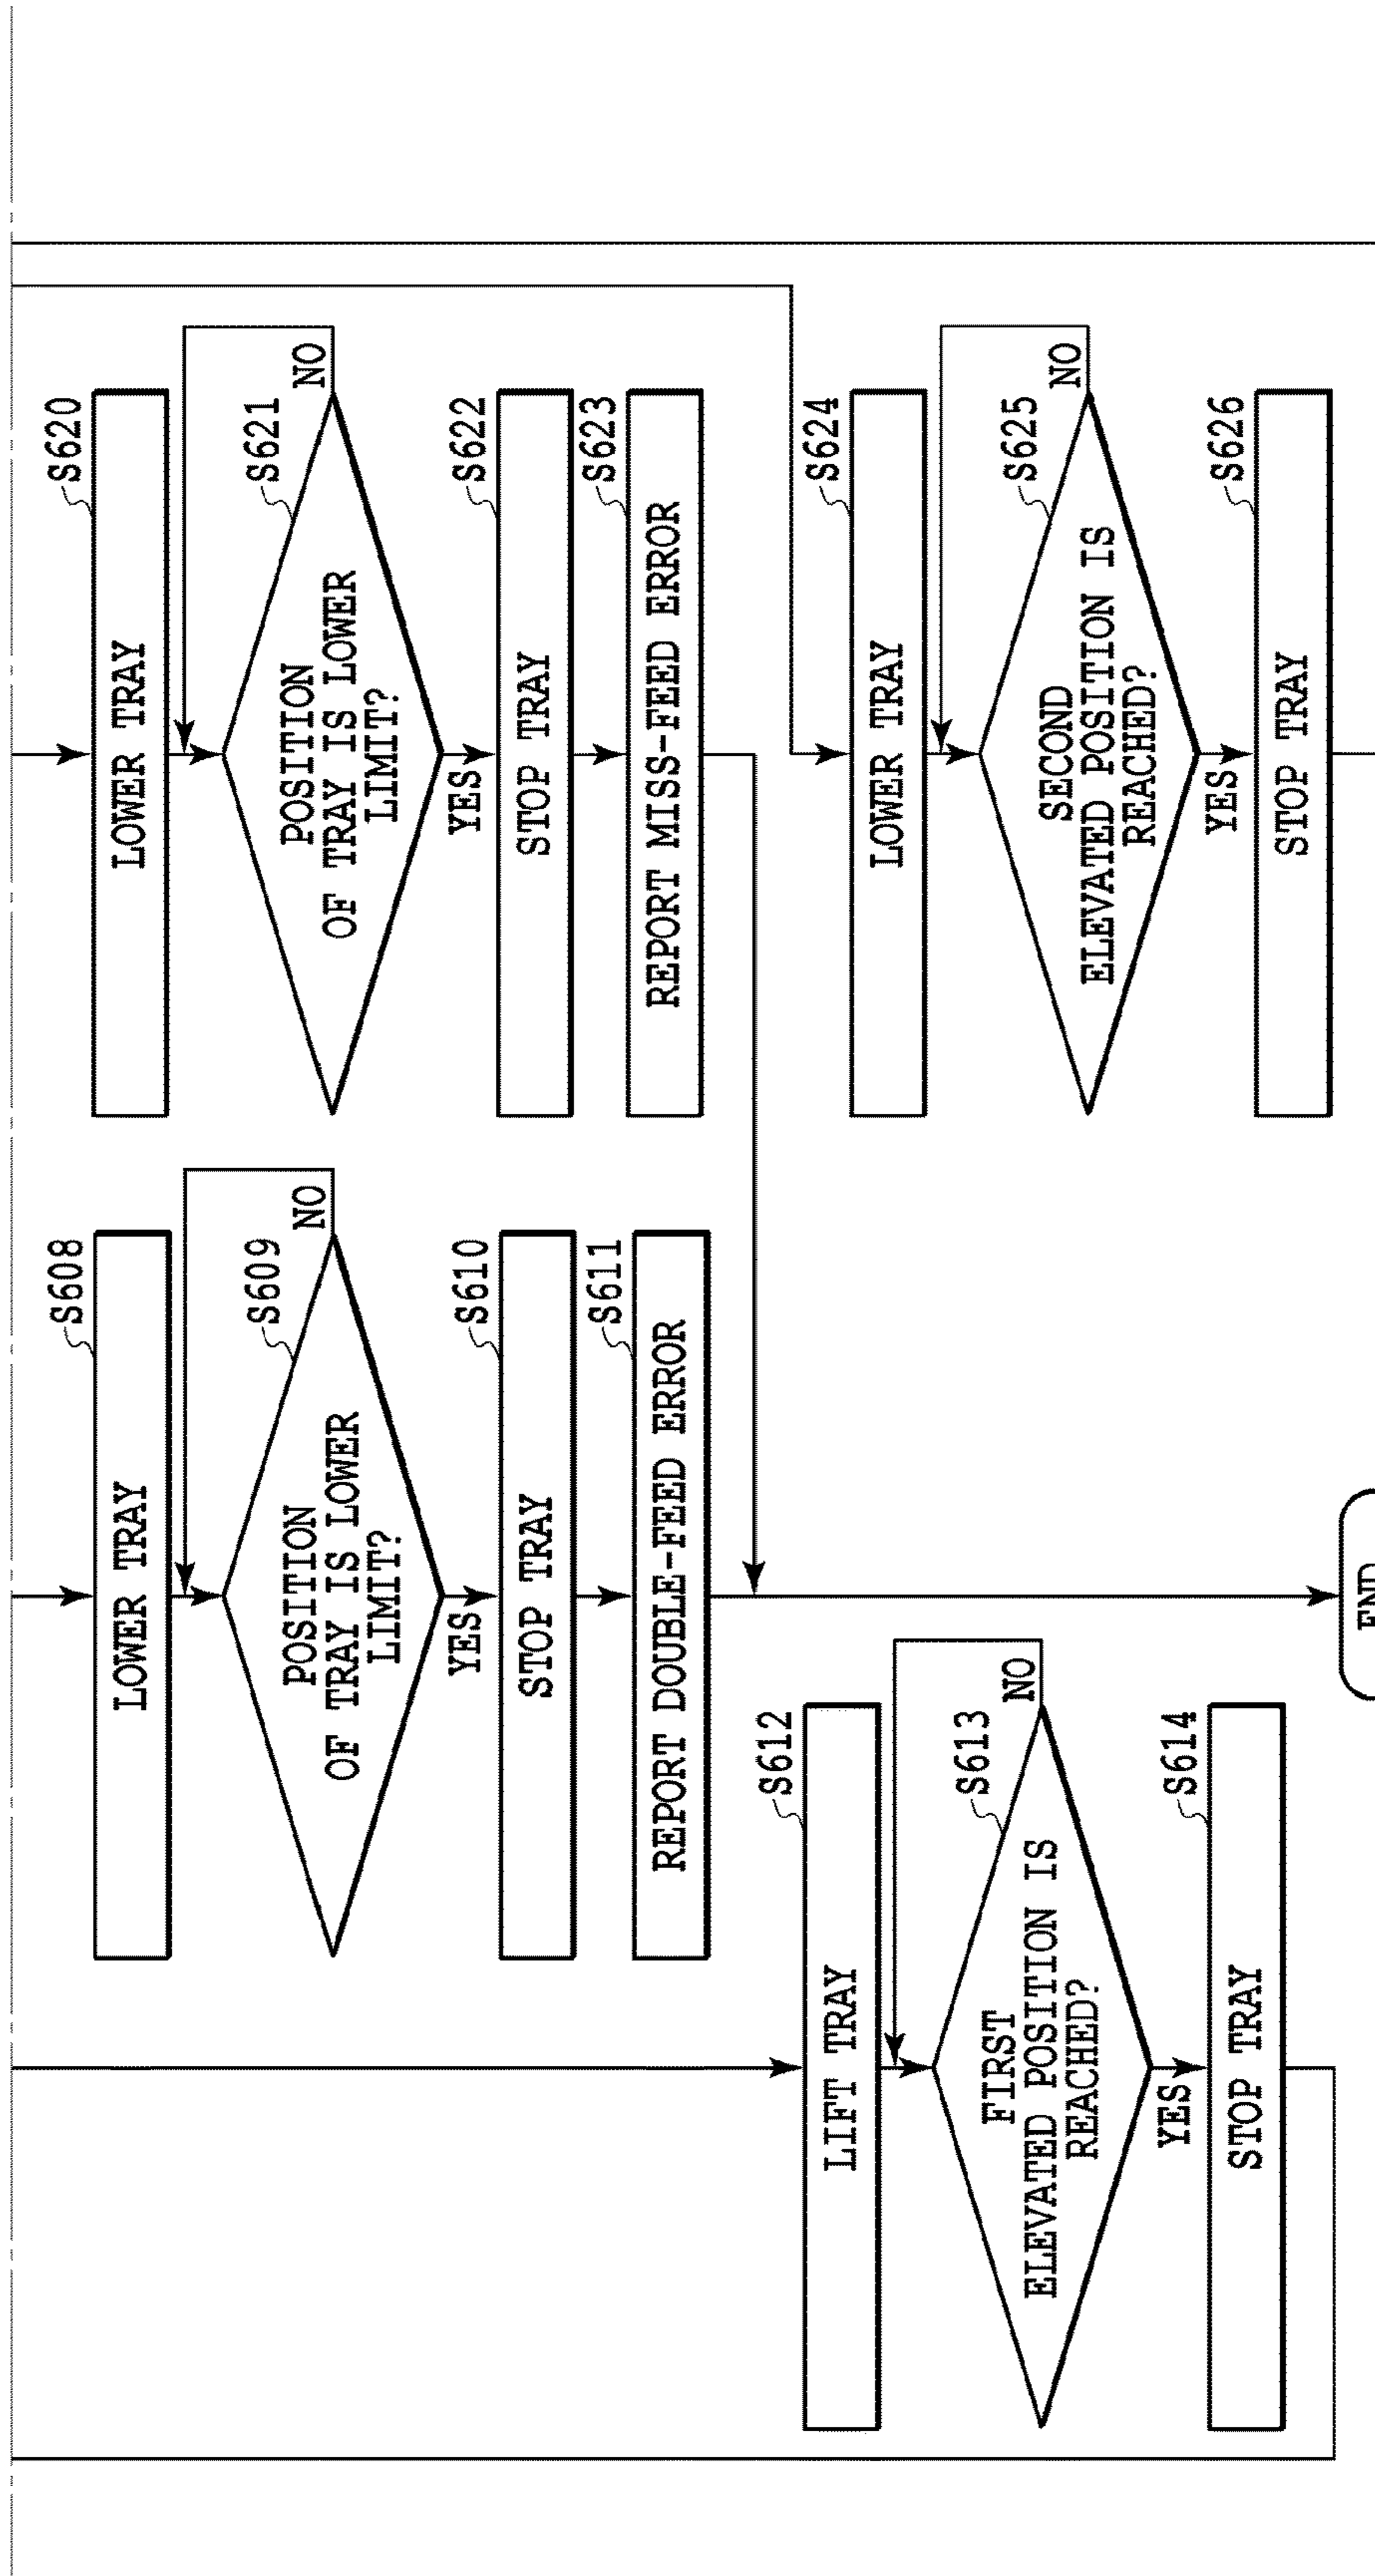 S608
LOWER TRAY
S609
POSITION
OF TRAY IS LOWER
LIMIT?
NO
YES
S610
STOP TRAY
S611
REPORT DOUBLE-FEED ERROR
S612
LIFT TRAY
S613
FIRST
ELEVATED POSITION IS
REACHED?
NO
YES
S614
STOP TRAY
END
S620
LOWER TRAY
S621
POSITION
OF TRAY IS LOWER
LIMIT?
NO
YES
S622
STOP TRAY
S623
REPORT MISS-FEED ERROR
S624
LOWER TRAY
S625
SECOND
ELEVATED POSITION IS
REACHED?
NO
YES
S626
STOP TRAY